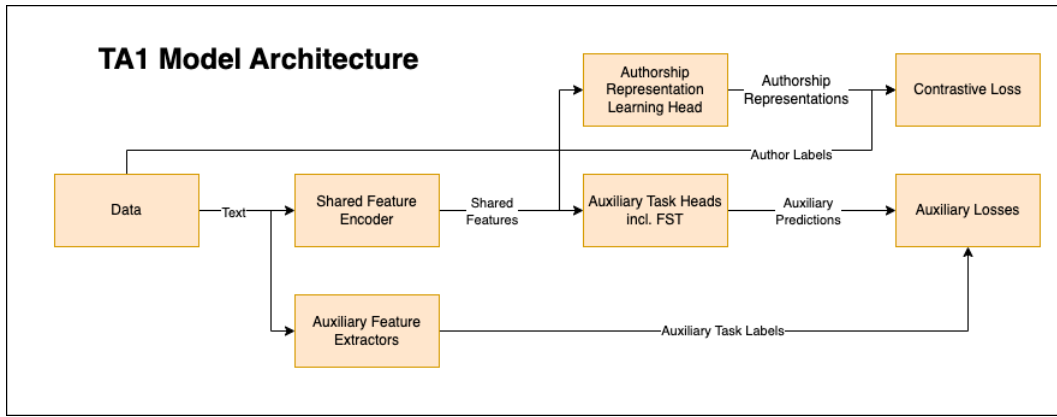 TA1 Model Architecture
Authorship
Representation
Learning Head
Authorship
Representations
Contrastive Loss
Author Labels
Data
Text
Shared Feature
Encoder
Shared
Features
Auxiliary Task Heads
incl. FST
Auxiliary
Predictions
Auxiliary Losses
Auxiliary Feature
Extractors
Auxiliary Task Labels